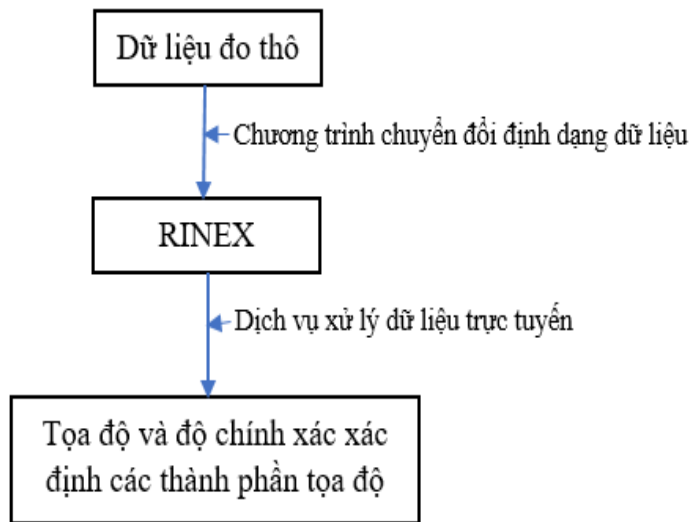 Dữ liệu đo thô
Chương trình chuyển đổi định dạng dữ liệu
RINEX
Dịch vụ xử lý dữ liệu trực tuyến
Tọa độ và độ chính xác xác
định các thành phần tọa độ